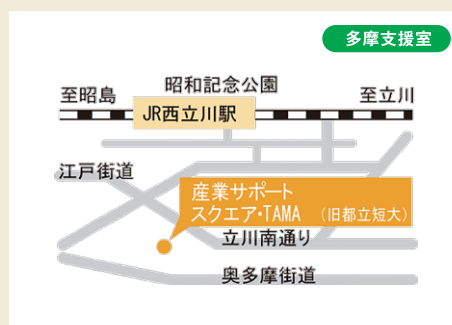 多摩支援室
昭和記念公園
至昭島
至立川
JR西立川駅
江戸街道
産業サポート
スクエア・TAMA （旧都立短大）
立川南通り
奥多摩街道